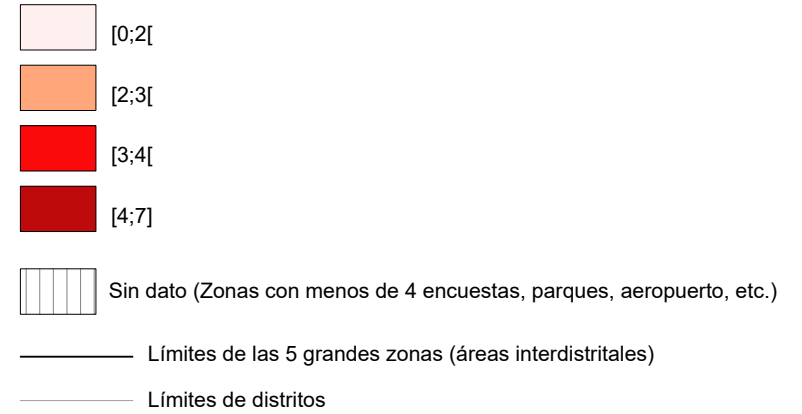 [0;2[
[2;3[
[3;4[
[4;7]
Sin dato (Zonas con menos de 4 encuestas, parques, aeropuerto, etc.)
Límites de las 5 grandes zonas (áreas interdistritales)
Límites de distritos